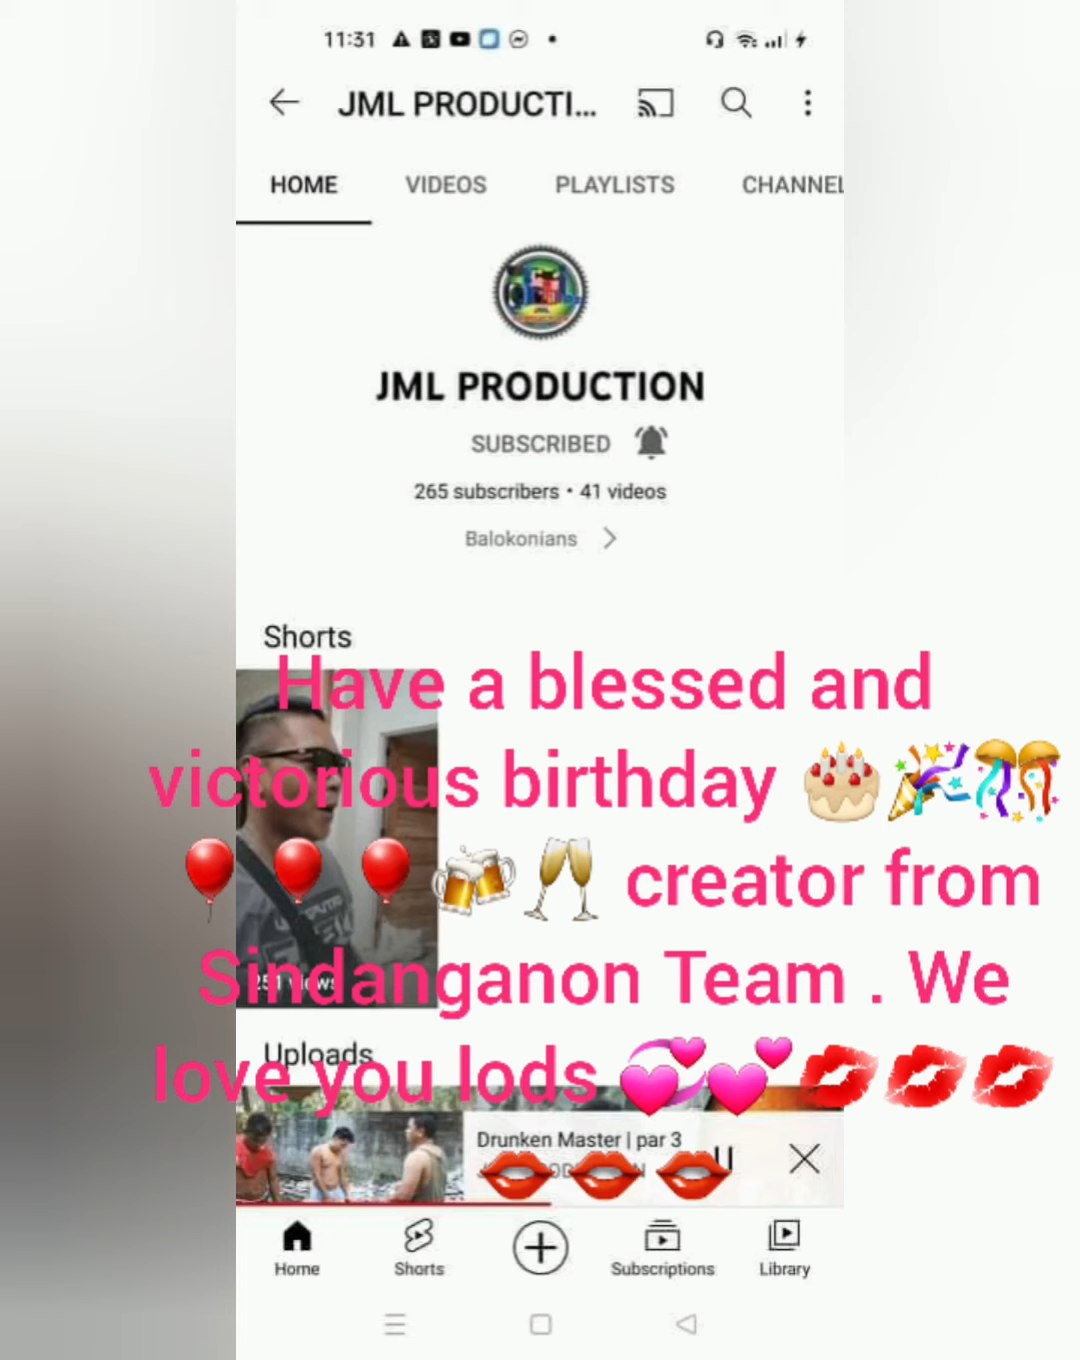 11:31
JML PRODUCTI...
HOME VIDEOS PLAYLISTS CHANNEL
JML PRODUCTION
SUBSCRIBED
265 subscribers • 41 videos
Balokonians
Shorts
Have a blessed and
victorious birthday 🎂🎉🎊
🎈🎈🎈🍻🥂 creator from
Sindanganon Team . We
love you lods 💞💕💋💋💋
👄👄👄
251 views
Uploads
Drunken Master | par 3
Home Shorts Subscriptions Library